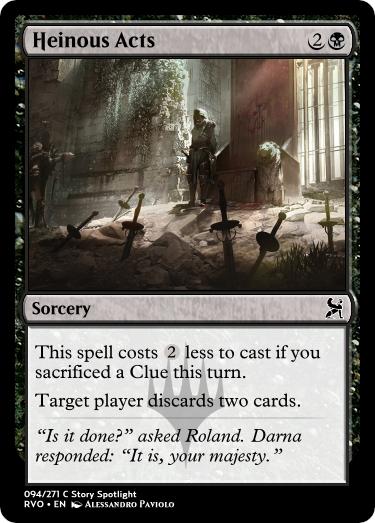 Heinous Acts 2
Sorcery
This spell costs 2 less to cast if you
sacrificed a Clue this turn.
Target player discards two cards.
“Is it done?” asked Roland. Darna
responded: “It is, your majesty.”
094/271 C Story Spotlight
RVO • EN Alessandro Paviolo